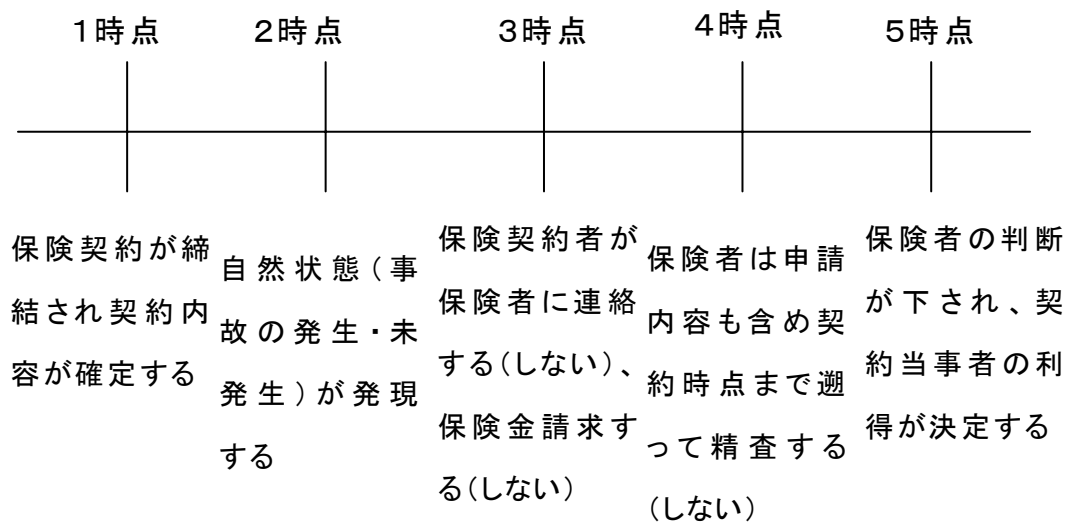 1時点
2時点
3時点
4時点
5時点
保険契約が締
結され契約内
容が確定する
自然状態(事
故の発生・未
発生)が発現
する
保険契約者が
保険者に連絡
する(しない)、
保険金請求す
る(しない)
保険者は申請
内容も含め契
約時点まで遡
って精査する
(しない)
保険者の判断
が下され、契
約当事者の利
得が決定する